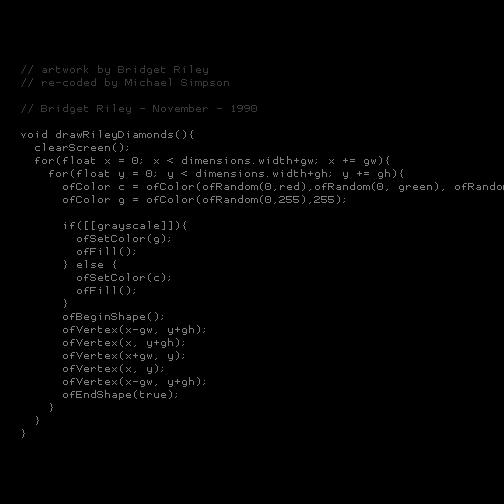 // artwork by Bridget Riley
// re-coded by Michael Simpson
// Bridget Riley - November - 1990
void drawRileyDiamonds(){
clearScreen();
for(float x = 0; x < dimensions.width+gw; x += gw){
for(float y = 0; y < dimensions.width+gh; y += gh){
ofColor c = ofColor(ofRandom(0,red),ofRandom(0, green), ofRando
ofColor g = ofColor(ofRandom(0,255),255);
if([[grayscale]]){
ofSetColor(g);
ofFill();
} else {
ofSetColor(c);
ofFill();
}
ofBeginShape();
ofVertex(x-gw, y+gh);
ofVertex(x, y+gh);
ofVertex(x+gw, y);
ofVertex(x, y);
ofVertex(x-gw, y+gh);
ofEndShape(true);
}
}
}